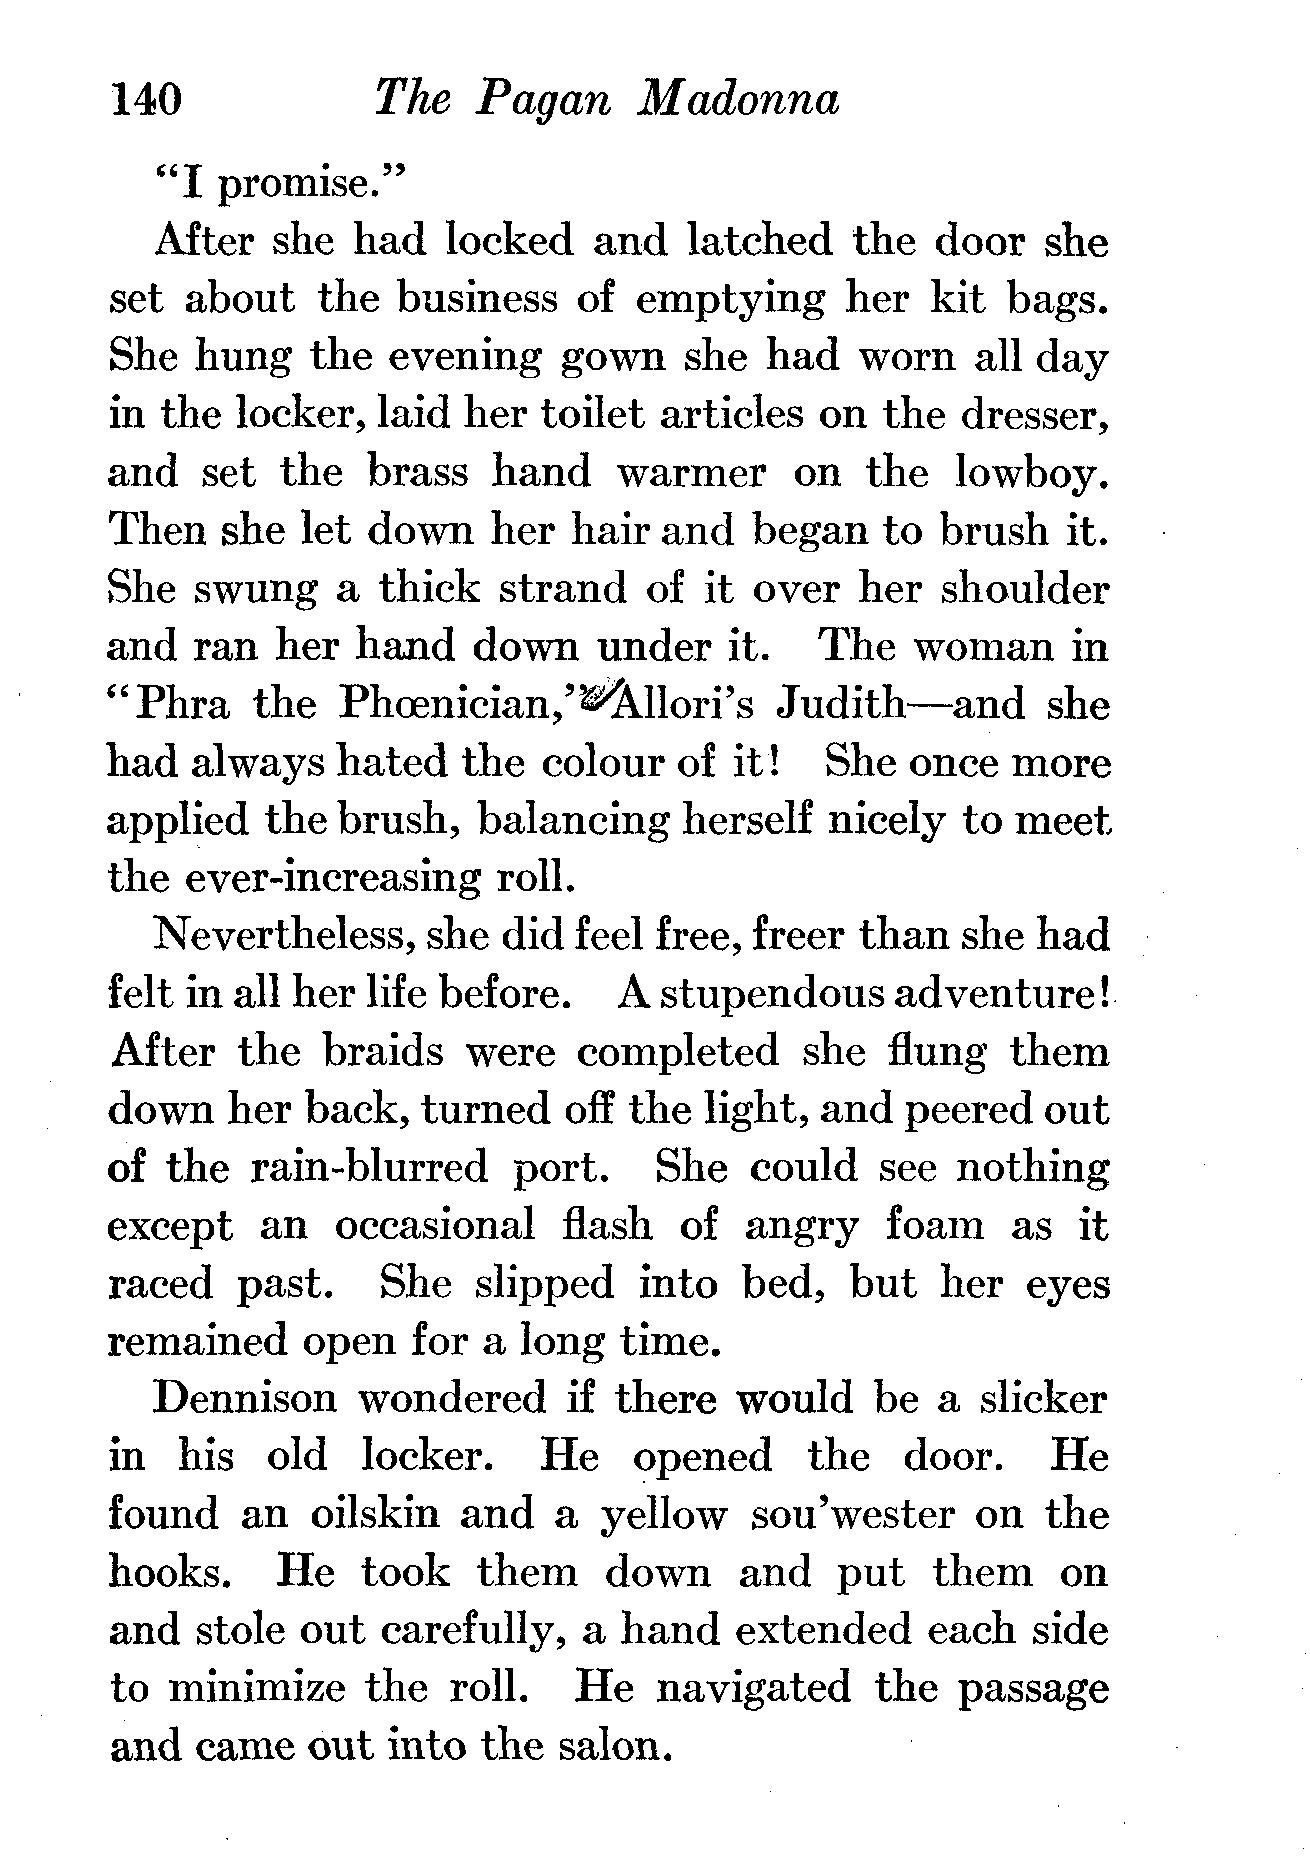 140 The Pagan Madonna
“I promise.”
After she had locked and latched the door she
set about the business of emptying her kit bags.
She hung the evening gown she had worn all day
in the locker, laid her toilet articles on the dresser,
and set the brass hand warmer on the lowboy.
Then she let down her hair and began to brush it.
She swung a thick strand of it over her shoulder
and ran her hand down under it. The woman in
“Phra the Phœnician,” Allori’s Judith—and she
had always hated the colour of it! She once more
applied the brush, balancing herself nicely to meet
the ever-increasing roll.
Nevertheless, she did feel free, freer than she had
felt in all her life before. A stupendous adventure!
After the braids were completed she flung them
down her back, turned off the light, and peered out
of the rain-blurred port. She could see nothing
except an occasional flash of angry foam as it
raced past. She slipped into bed, but her eyes
remained open for a long time.
Dennison wondered if there would be a slicker
in his old locker. He opened the door. He
found an oilskin and a yellow sou’wester on the
hooks. He took them down and put them on
and stole out carefully, a hand extended each side
to minimize the roll. He navigated the passage
and came out into the salon.